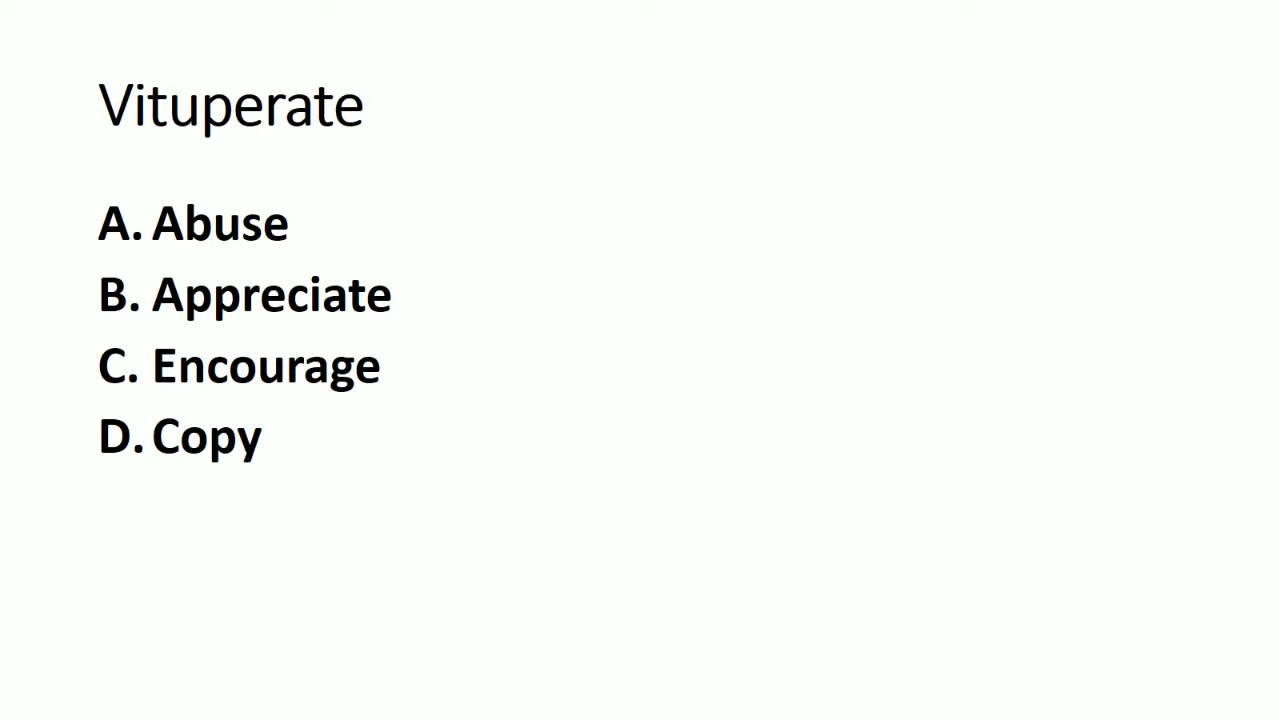 Vituperate
A. Abuse
B. Appreciate
C. Encourage
D. Copy